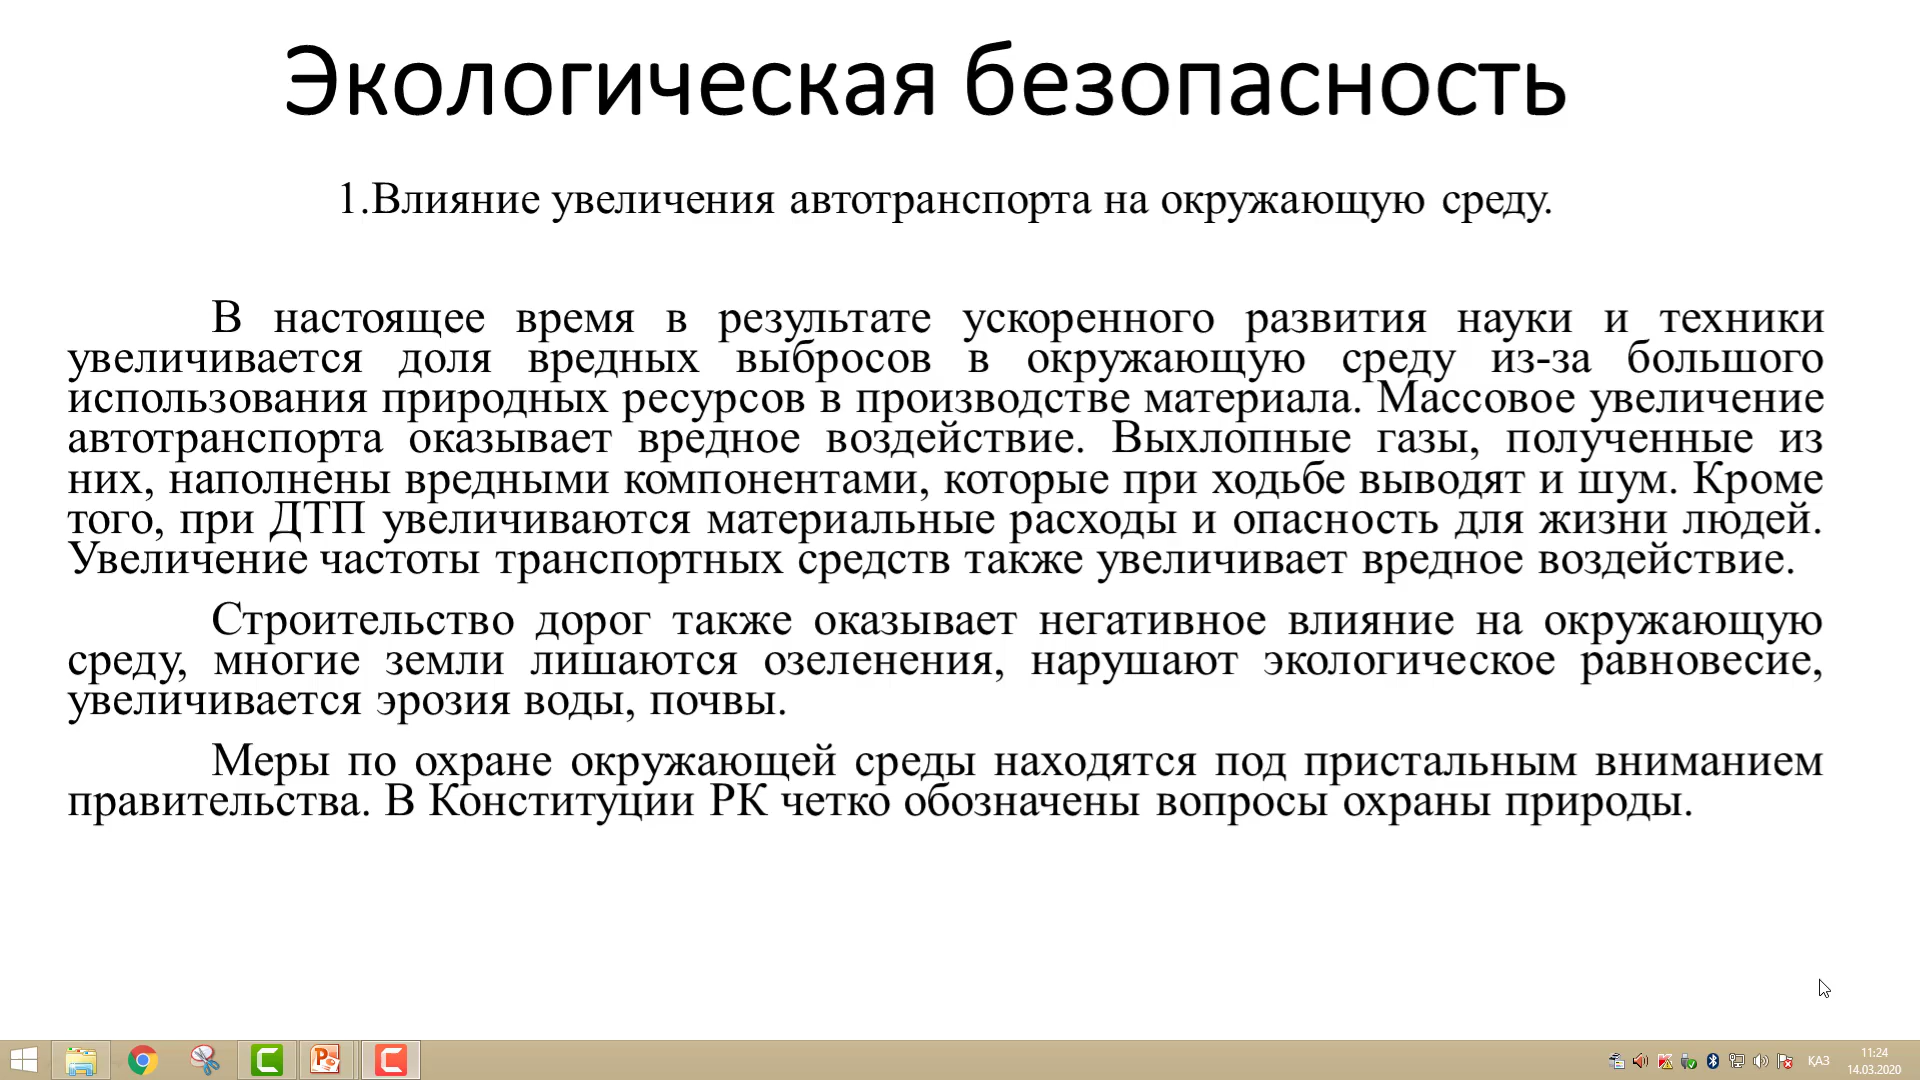 Экологическая безопасность
1.Влияние увеличения автотранспорта на окружающую среду.
В настоящее время в результате ускоренного развития науки и техники
увеличивается доля вредных выбросов в окружающую среду из-за большого
использования природных ресурсов в производстве материала. Массовое увеличение
автотранспорта оказывает вредное воздействие. Выхлопные газы, полученные из
них, наполнены вредными компонентами, которые при ходьбе выводят и шум. Кроме
того, при ДТП увеличиваются материальные расходы и опасность для жизни людей.
Увеличение частоты транспортных средств также увеличивает вредное воздействие.
Строительство дорог также оказывает негативное влияние на окружающую
среду, многие земли лишаются озеленения, нарушают экологическое равновесие,
увеличивается эрозия воды, почвы.
Меры по охране окружающей среды находятся под пристальным вниманием
правительства. В Конституции РК четко обозначены вопросы охраны природы.
ҚАЗ
11:24
14.03.2020